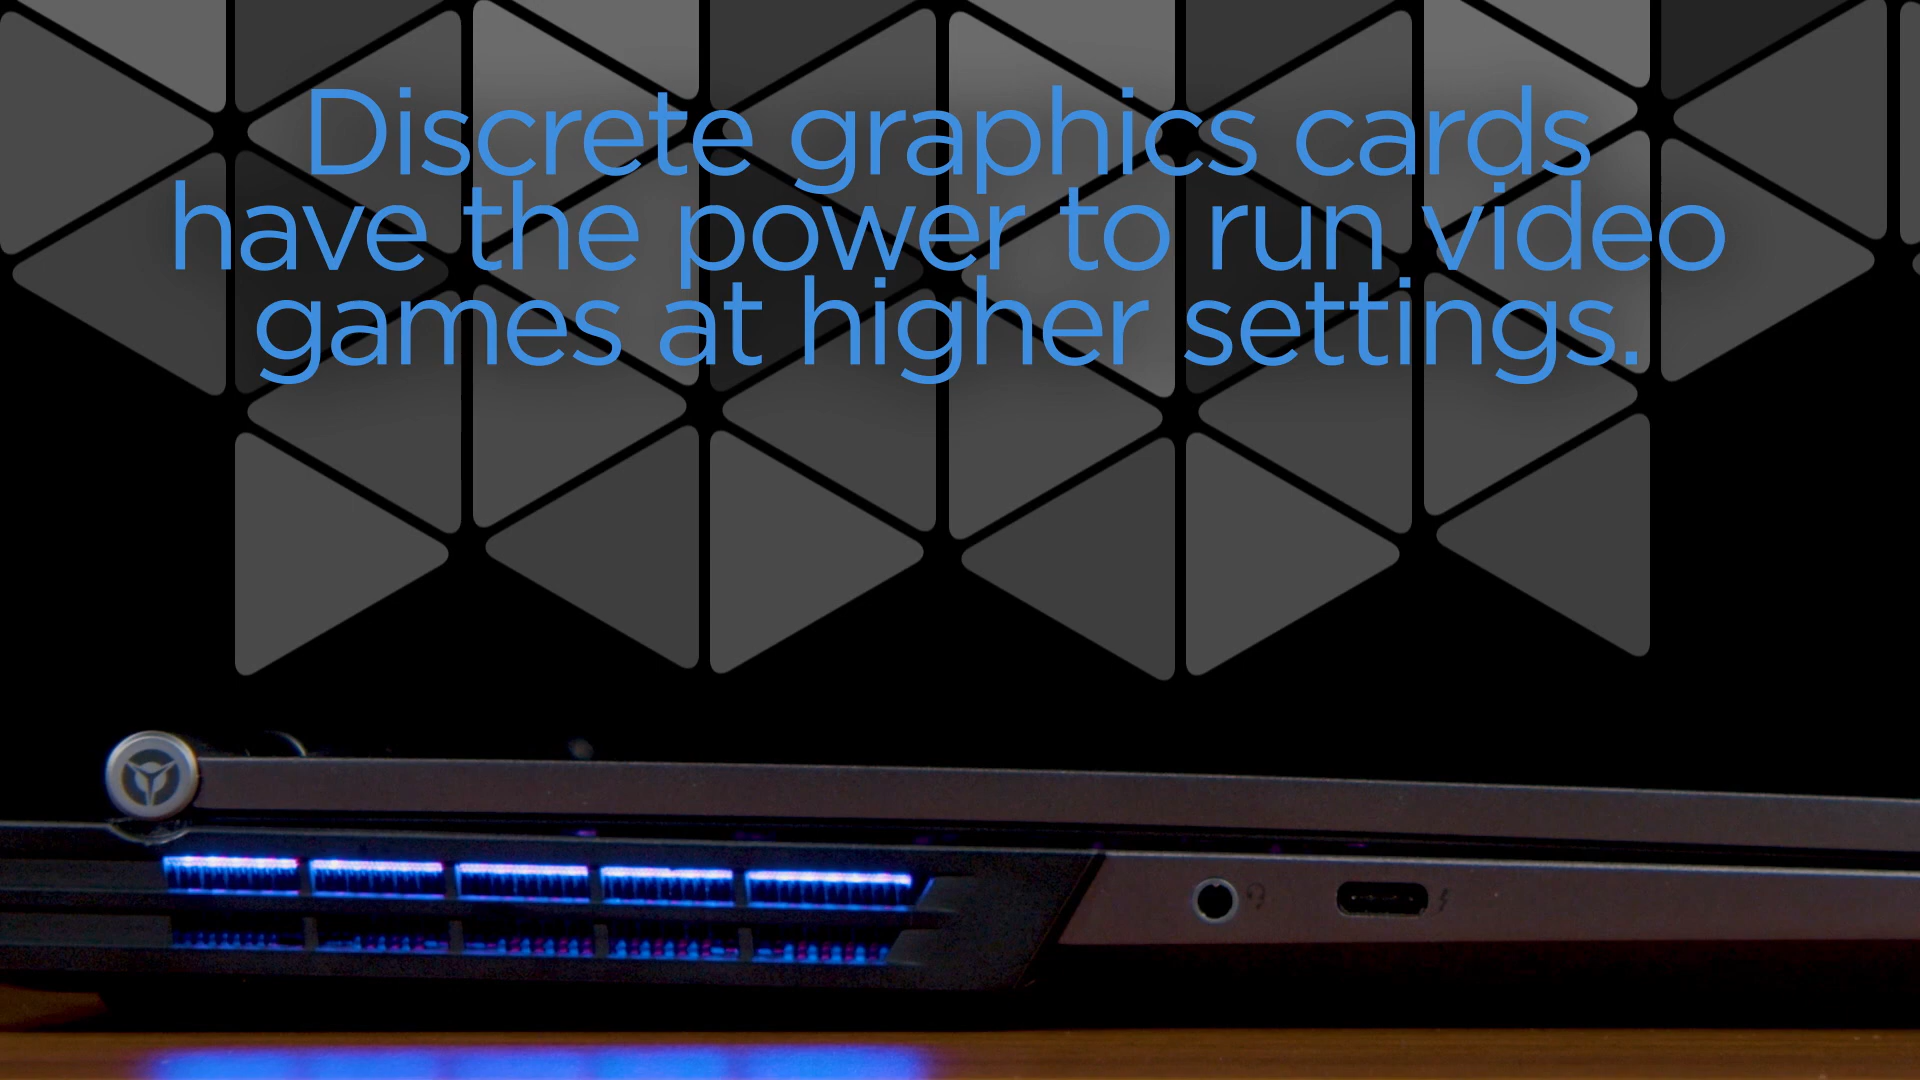 Discrete graphics cards
have the power to run video
games at higher settings.